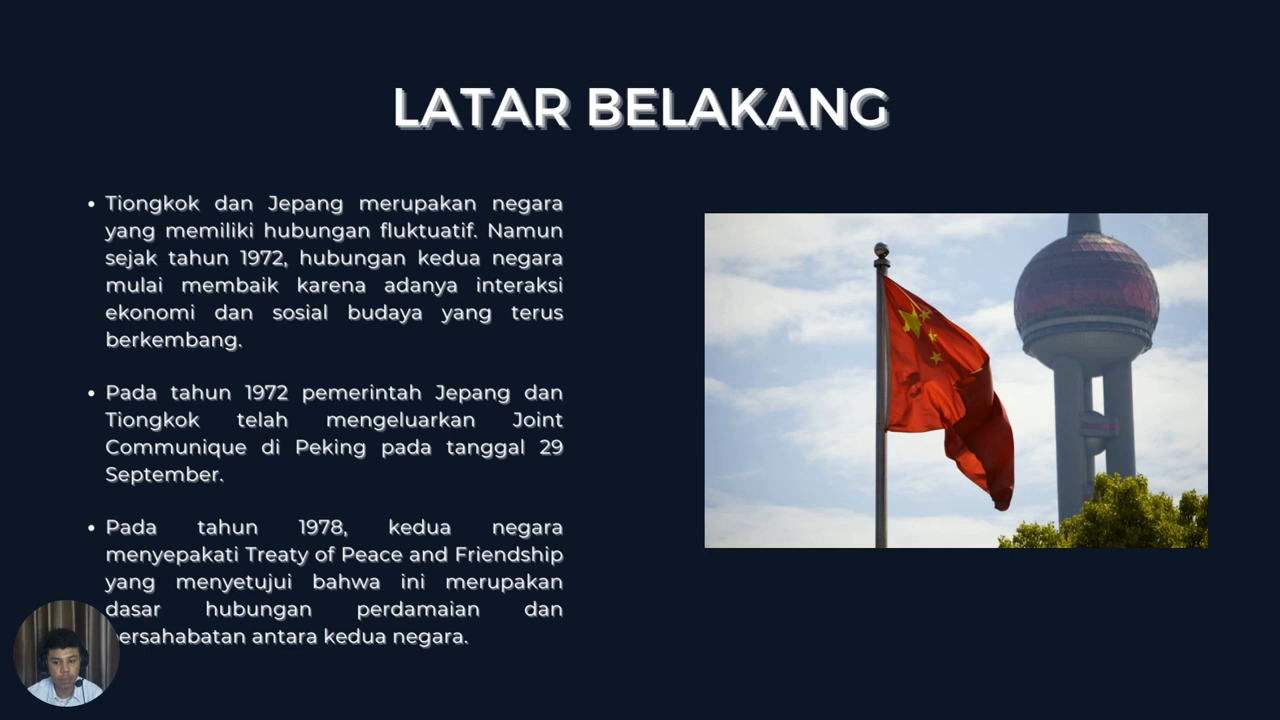 LATAR BELAKANG
• Tiongkok dan Jepang merupakan negara
yang memiliki hubungan fluktuatif. Namun
sejak tahun 1972, hubungan kedua negara
mulai membaik karena adanya interaksi
ekonomi dan sosial budaya yang terus
berkembang.
• Pada tahun 1972 pemerintah Jepang dan
Tiongkok telah mengeluarkan Joint
Communique di Peking pada tanggal 29
September.
• Pada tahun 1978, kedua negara
menyepakati Treaty of Peace and Friendship
yang menyetujui bahwa ini merupakan
dasar hubungan perdamaian dan
persahabatan antara kedua negara.